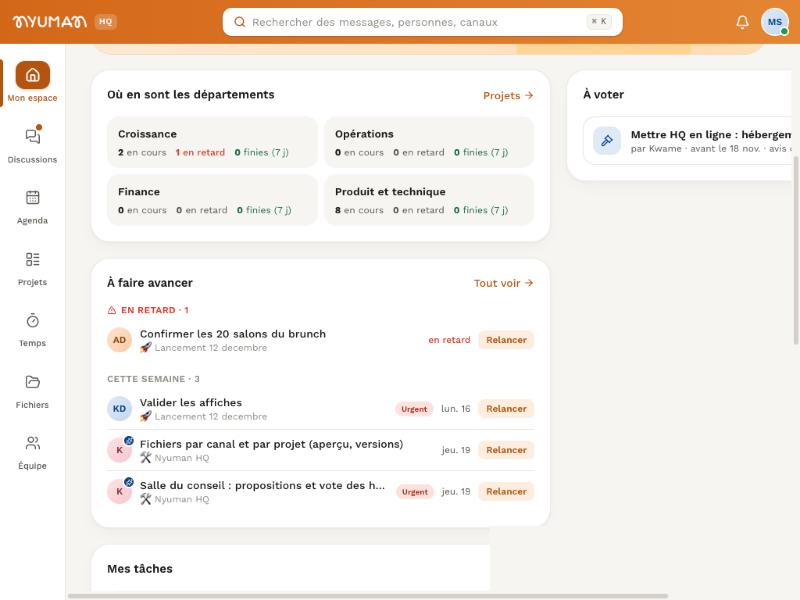 NYUMAN HQ
Rechercher des messages, personnes, canaux
⌘ K
MS
Mon espace
Discussions
Agenda
Projets
Temps
Fichiers
Équipe
Où en sont les départements
Projets →
Croissance
2 en cours 1 en retard 0 finies (7 j)
Opérations
0 en cours 0 en retard 0 finies (7 j)
Finance
0 en cours 0 en retard 0 finies (7 j)
Produit et technique
8 en cours 0 en retard 0 finies (7 j)
À voter
Mettre HQ en ligne :
par Kwame · avant le 18 nov. · avis
À faire avancer
Tout voir →
EN RETARD · 1
AD
Confirmer les 20 salons du brunch
🚀 Lancement 12 decembre
en retard
Relancer
CETTE SEMAINE · 3
KD
Valider les affiches
🚀 Lancement 12 decembre
Urgent
lun. 16
Relancer
K
Fichiers par canal et par projet (aperçu, versions)
🛠️ Nyuman HQ
jeu. 19
Relancer
K
Salle du conseil : propositions et vote des h...
🛠️ Nyuman HQ
Urgent
jeu. 19
Relancer
Mes tâches